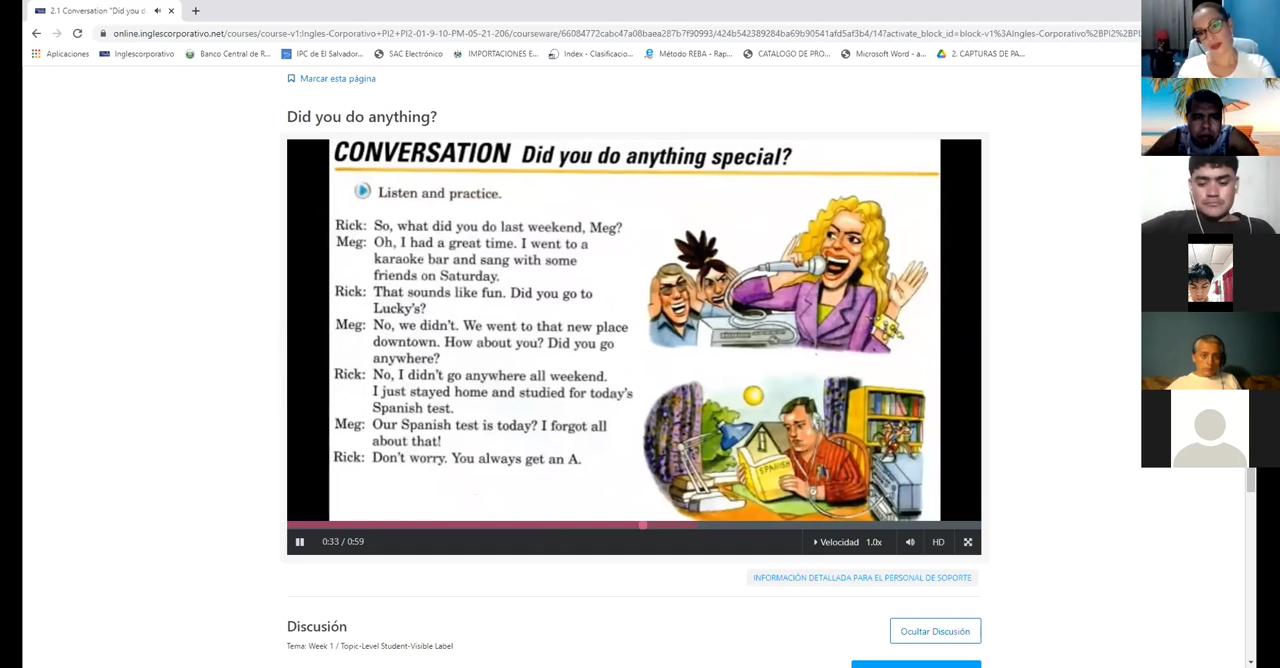 2.1 Conversation "Did you d
online.inglescorporativo.net/courses/course-v1:Ingles-Corporativo+PI2+PI2-01-9-10-PM-05-21-206/courseware/66084772cabc47a08baea287b7f90993/424b542389284ba69b90541afd5af3b4/14?activate_block_id=block-v1%3AIngles-Corporativo%2BPI2%2BPI
Aplicaciones Inglescorporativo Banco Central de R... IPC de El Salvador... SAC Electrónico IMPORTACIONES E... Index - Clasificacio... Método REBA - Rap... CATALOGO DE PRO... Microsoft Word - a... 2. CAPTURAS DE PA...
Marcar esta página
Did you do anything?
CONVERSATION Did you do anything special?
Listen and practice.
Rick: So, what did you do last weekend, Meg?
Meg: Oh, I had a great time. I went to a
karaoke bar and sang with some
friends on Saturday.
Rick: That sounds like fun. Did you go to
Lucky's?
Meg: No, we didn't. We went to that new place
downtown. How about you? Did you go
anywhere?
Rick: No, I didn't go anywhere all weekend.
I just stayed home and studied for today's
Spanish test.
Meg: Our Spanish test is today? I forgot all
about that!
Rick: Don't worry. You always get an A.
SPANISH
0:33 / 0:59 Velocidad 1.0x HD
INFORMACIÓN DETALLADA PARA EL PERSONAL DE SOPORTE
Discusión
Ocultar Discusión
Tema: Week 1 / Topic-Level Student-Visible Label